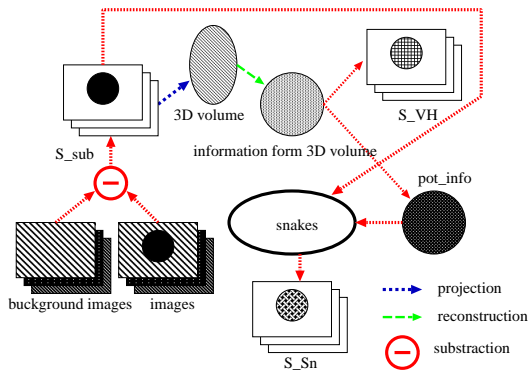 3D volume
S_VH
S_sub
information form 3D volume
pot_info
snakes
buckground images
images
projection
reconstruction
substraction
S_Sn